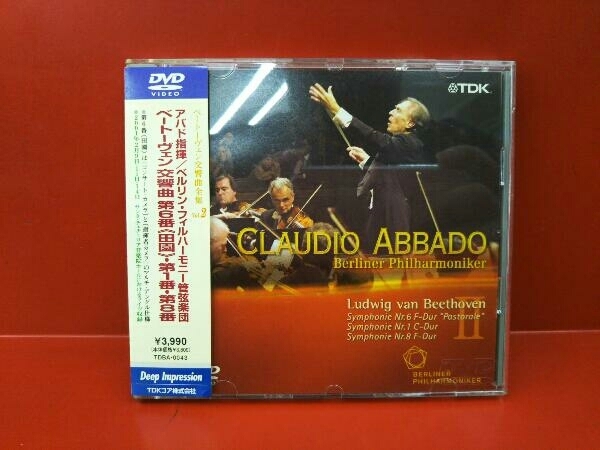 DVD
VIDEO
ベートーヴェン交響曲全集 Vol.2
アバド指揮/ベルリン・フィルハーモニー管弦楽団
ベートーヴェン 交響曲 第6番《田園》・第1番・第8番
¥3,990
TDBA-0043
Deep Impression
TDKコア株式会社
TDK
CLAUDIO ABBADO
Berliner Philharmoniker
Ludwig van Beethoven
Symphonie Nr.6 F-Dur "Pastorale"
Symphonie Nr.1 C-Dur
Symphonie Nr.8 F-Dur
II
BERLINER
PHILHARMONIKER